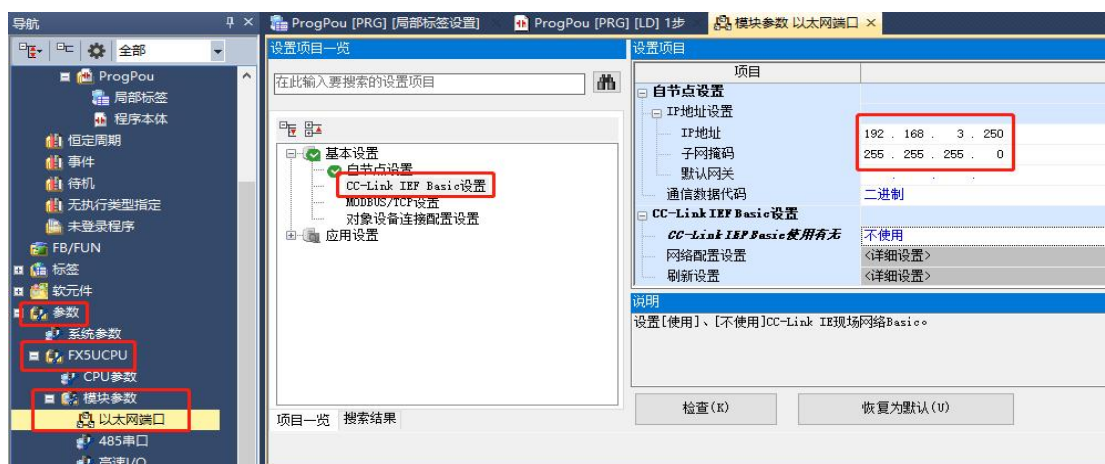 导航
ProgPou [PRG] [局部标签设置]
ProgPou [PRG] [LD] 1步
模块参数 以太网端口
全部
ProgPou
局部标签
程序本体
恒定周期
事件
待机
无执行类型指定
未登录程序
FB/FUN
标签
软元件
参数
系统参数
FX5UCPU
CPU参数
模块参数
以太网端口
485串口
高速I/O
设置项目一览
在此输入要搜索的设置项目
基本设置
自节点设置
CC-Link IEF Basic设置
MODBUS/TCP设置
对象设备连接配置设置
应用设置
项目一览
搜索结果
设置项目
项目
自节点设置
IP地址设置
IP地址 192 . 168 . 3 . 250
子网掩码 255 . 255 . 255 . 0
默认网关 . . .
通信数据代码 二进制
CC-Link IEF Basic设置
CC-Link IEF Basic使用有无 不使用
网络配置设置 <详细设置>
刷新设置 <详细设置>
说明
设置[使用]、[不使用]CC-Link IE现场网络Basic。
检查(K)
恢复为默认(U)